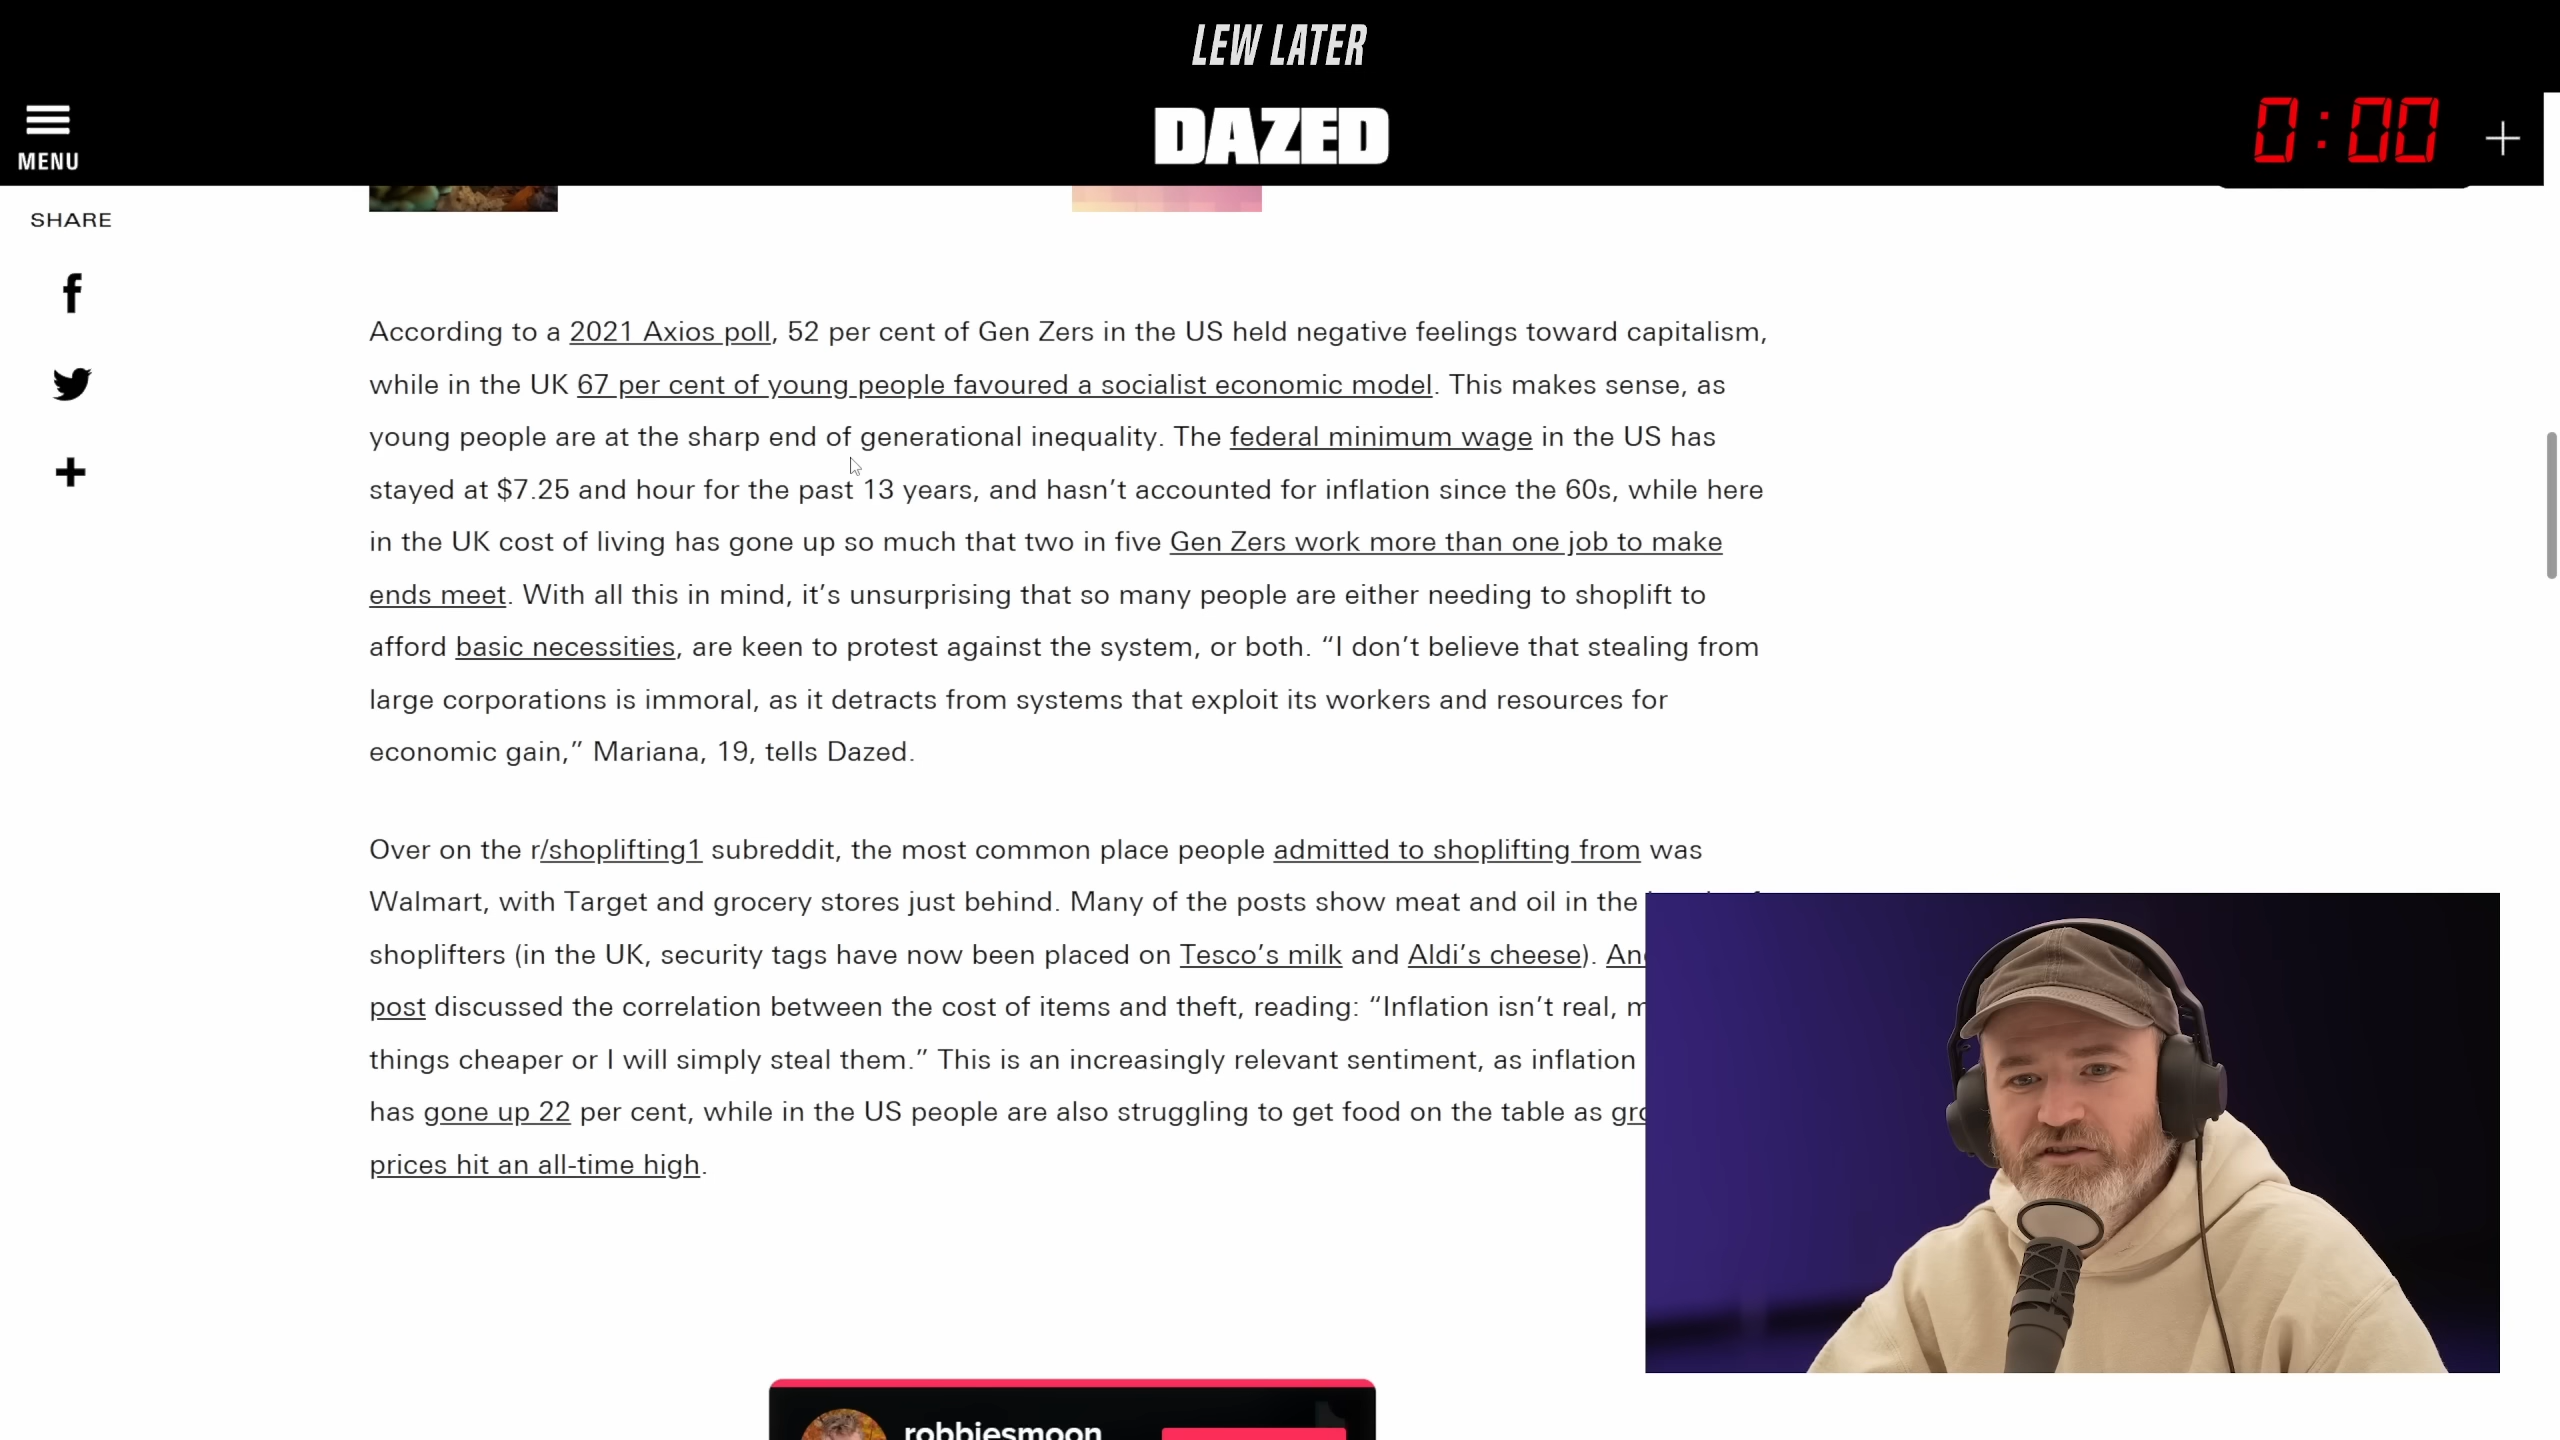 LEW LATER
MENU
DAZED
0:00
SHARE
According to a 2021 Axios poll, 52 per cent of Gen Zers in the US held negative feelings toward capitalism,
while in the UK 67 per cent of young people favoured a socialist economic model. This makes sense, as
young people are at the sharp end of generational inequality. The federal minimum wage in the US has
stayed at $7.25 and hour for the past 13 years, and hasn’t accounted for inflation since the 60s, while here
in the UK cost of living has gone up so much that two in five Gen Zers work more than one job to make
ends meet. With all this in mind, it’s unsurprising that so many people are either needing to shoplift to
afford basic necessities, are keen to protest against the system, or both. “I don’t believe that stealing from
large corporations is immoral, as it detracts from systems that exploit its workers and resources for
economic gain,” Mariana, 19, tells Dazed.
Over on the r/shoplifting1 subreddit, the most common place people admitted to shoplifting from was
Walmart, with Target and grocery stores just behind. Many of the posts show meat and oil in the
shoplifters (in the UK, security tags have now been placed on Tesco’s milk and Aldi’s cheese).
post discussed the correlation between the cost of items and theft, reading: “Inflation isn’t real,
things cheaper or I will simply steal them.” This is an increasingly relevant sentiment, as inflation
has gone up 22 per cent, while in the US people are also struggling to get food on the table as
prices hit an all-time high.
robbiesmoon